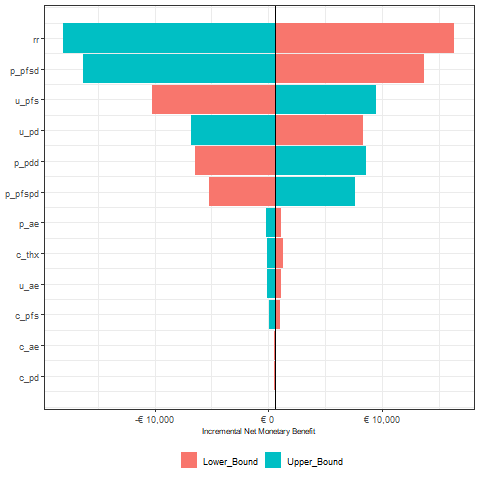 rr
p_pfsd
u_pfs
u_pd
p_pdd
p_pfspd
p_ae
c_thx
u_ae
c_pfs
c_ae
c_pd
-€ 10,000 € 0 € 10,000
Incremental Net Monetary Benefit
Lower_Bound Upper_Bound